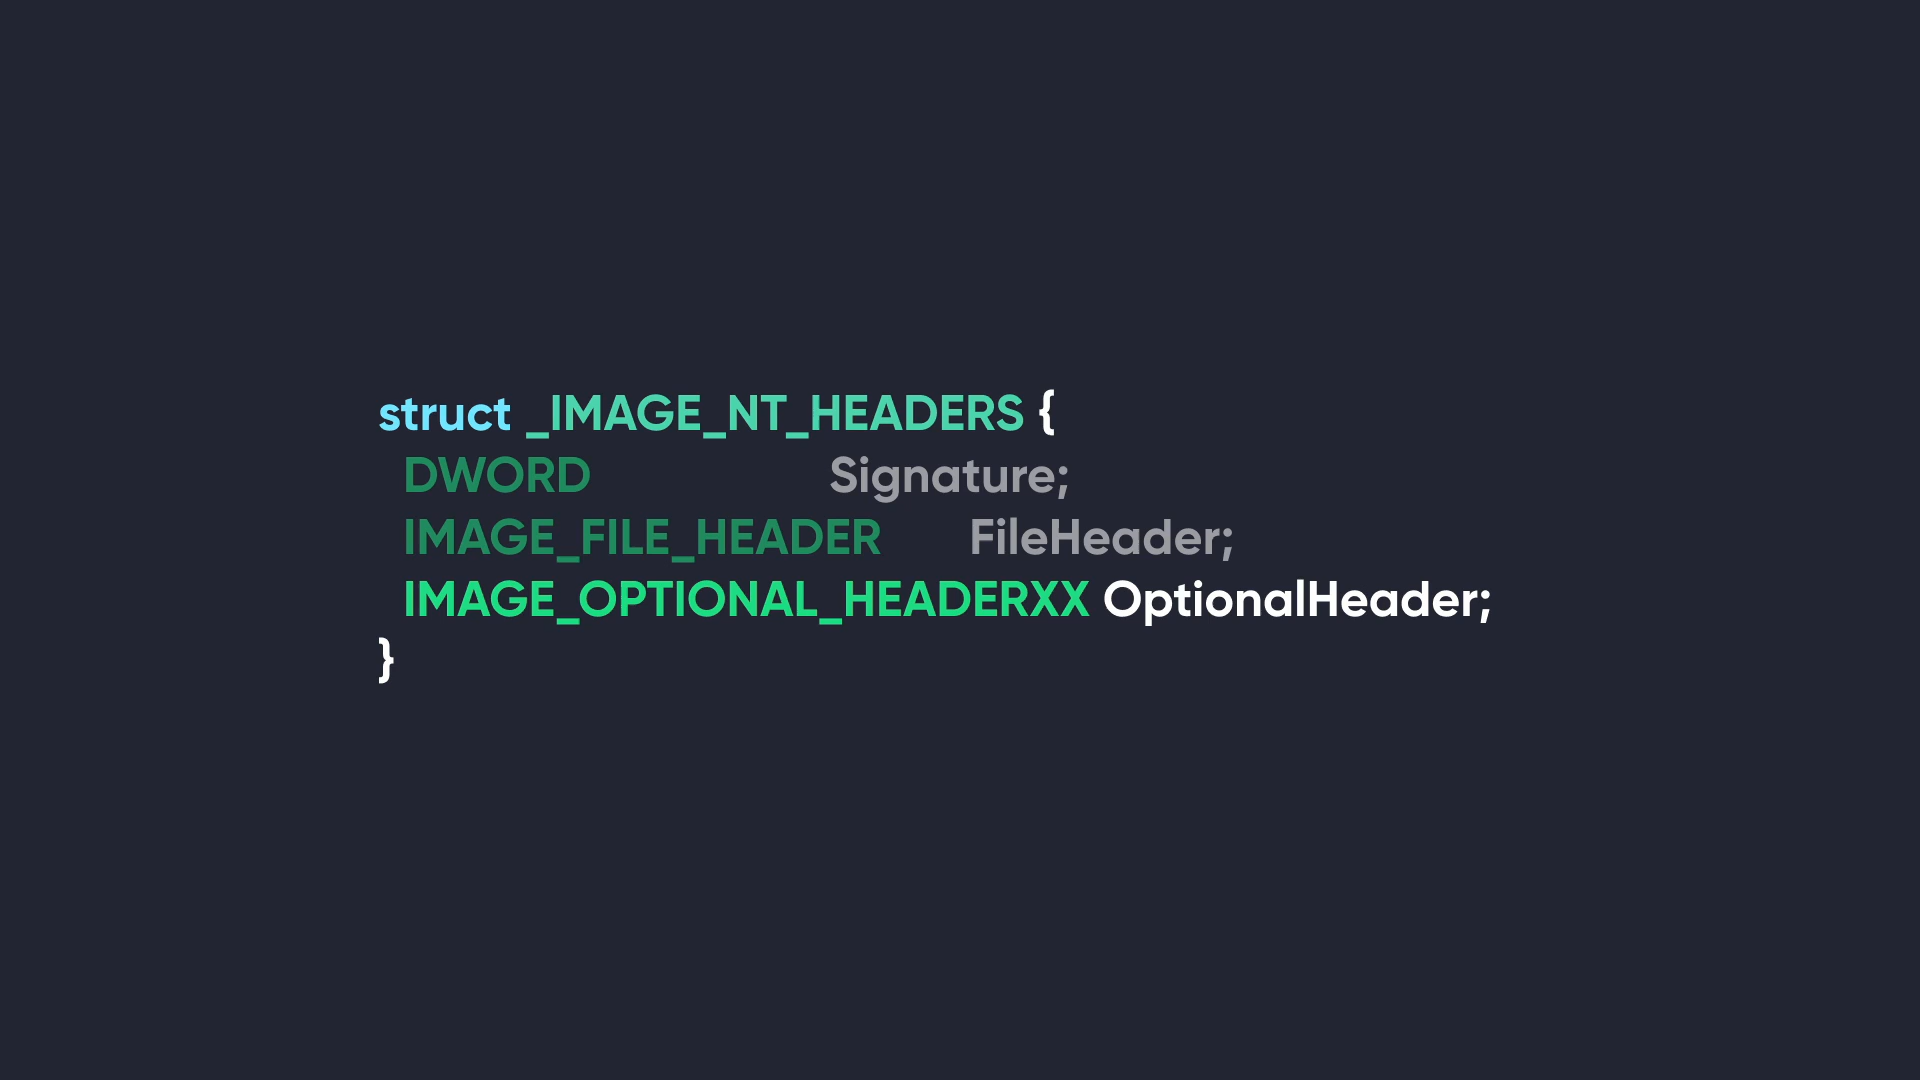 struct _IMAGE_NT_HEADERS {
DWORD Signature;
IMAGE_FILE_HEADER FileHeader;
IMAGE_OPTIONAL_HEADERXX OptionalHeader;
}